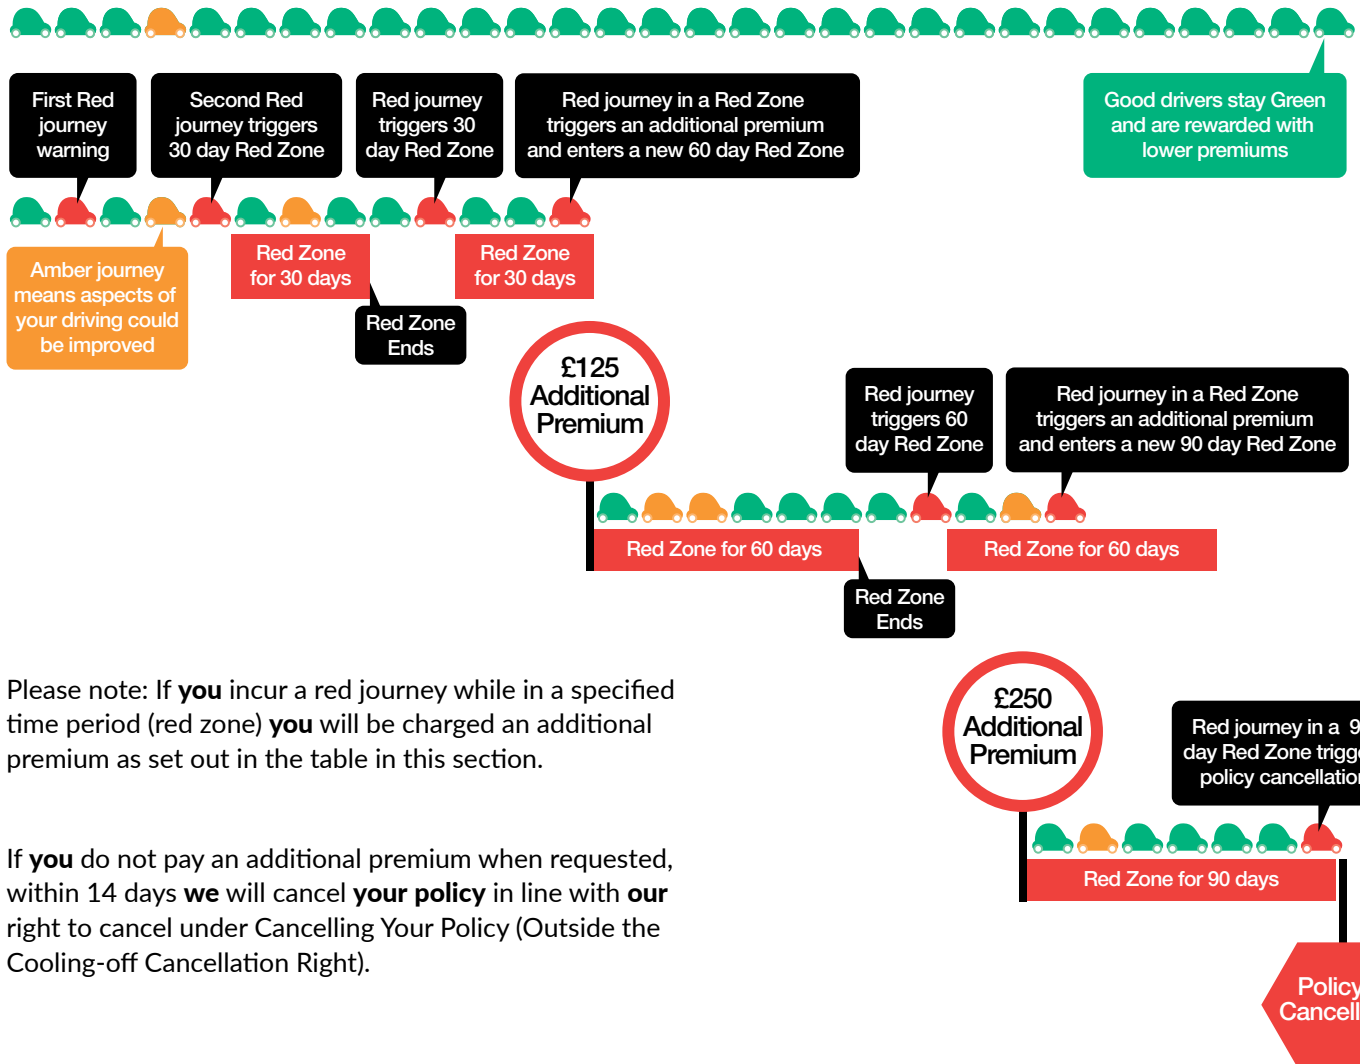 First Red
journey
warning
Second Red
journey triggers
30 day Red Zone
Red journey
triggers 30
day Red Zone
Red journey in a Red Zone
triggers an additional premium
and enters a new 60 day Red Zone
Good drivers stay Green
and are rewarded with
lower premiums
Amber journey
means aspects of
your driving could
be improved
Red Zone
for 30 days
Red Zone
Ends
Red Zone
for 30 days
£125
Additional
Premium
Red journey
triggers 60
day Red Zone
Red journey in a Red Zone
triggers an additional premium
and enters a new 90 day Red Zone
Red Zone for 60 days
Red Zone
Ends
Red Zone for 60 days
Please note: If you incur a red journey while in a specified
time period (red zone) you will be charged an additional
premium as set out in the table in this section.
If you do not pay an additional premium when requested,
within 14 days we will cancel your policy in line with our
right to cancel under Cancelling Your Policy (Outside the
Cooling-off Cancellation Right).
£250
Additional
Premium
Red journey in a 9
day Red Zone trigg
policy cancellation
Red Zone for 90 days
Policy
Cancell